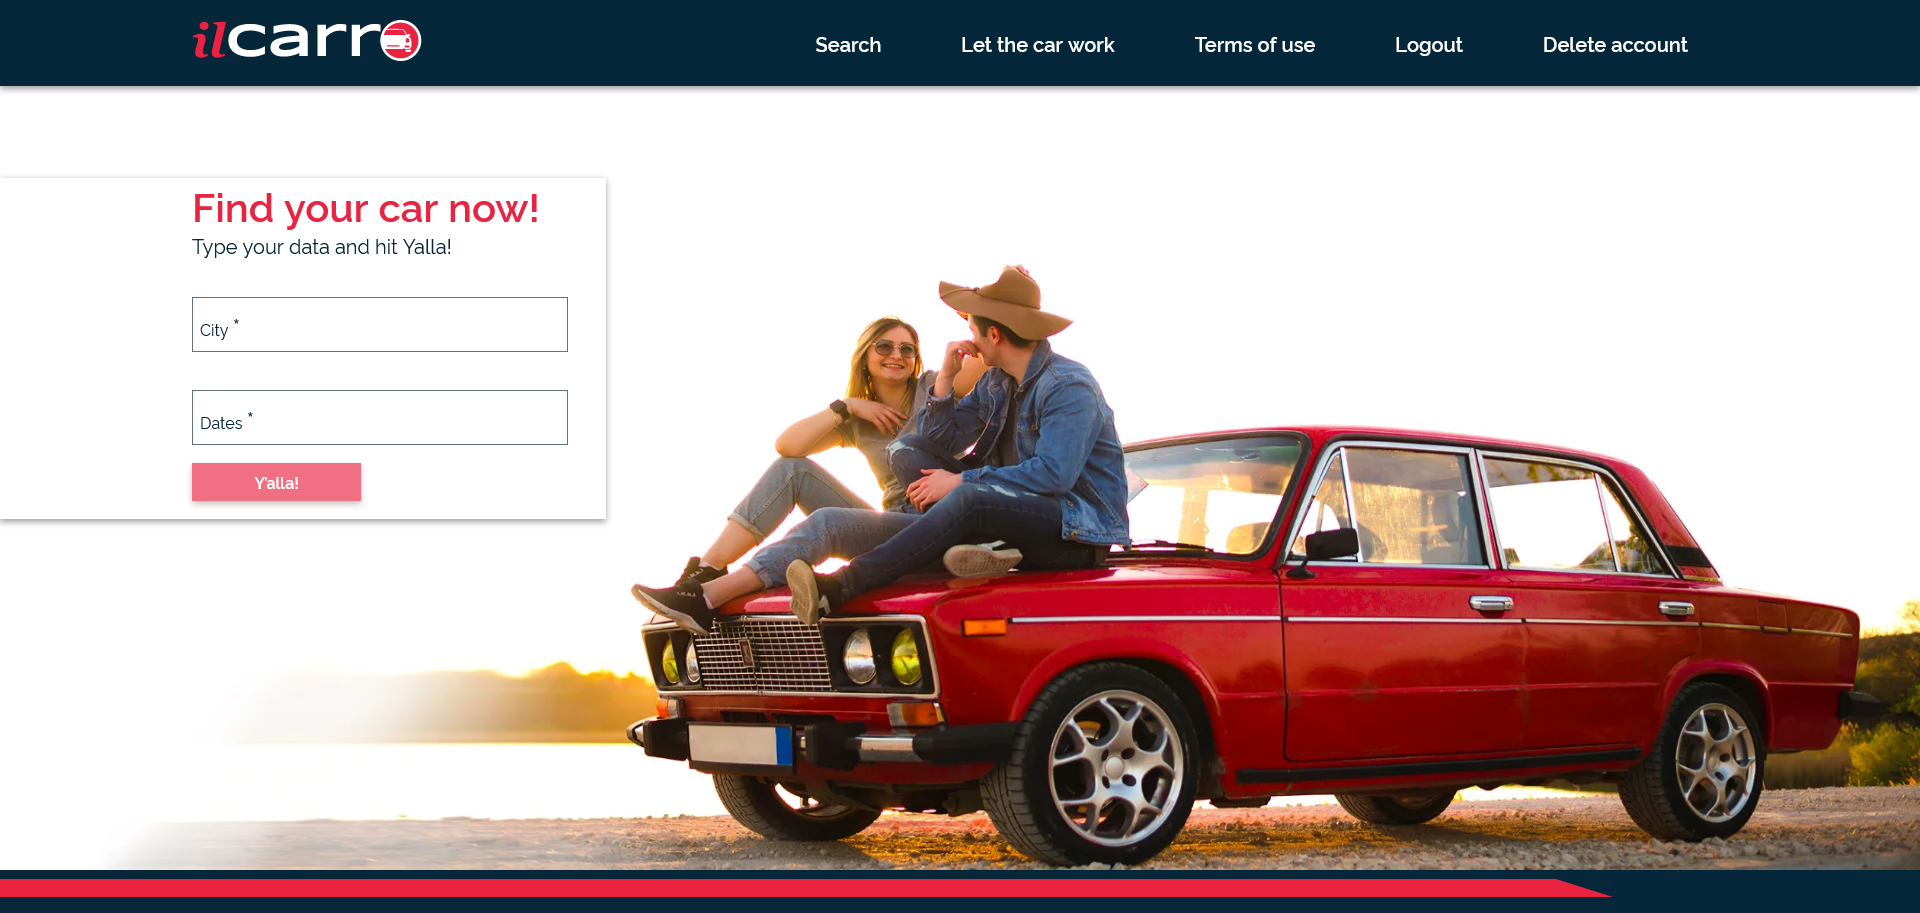 ilcarro
Search Let the car work Terms of use Logout Delete account
Find your car now!
Type your data and hit Yalla!
City *
Dates *
Y'alla!